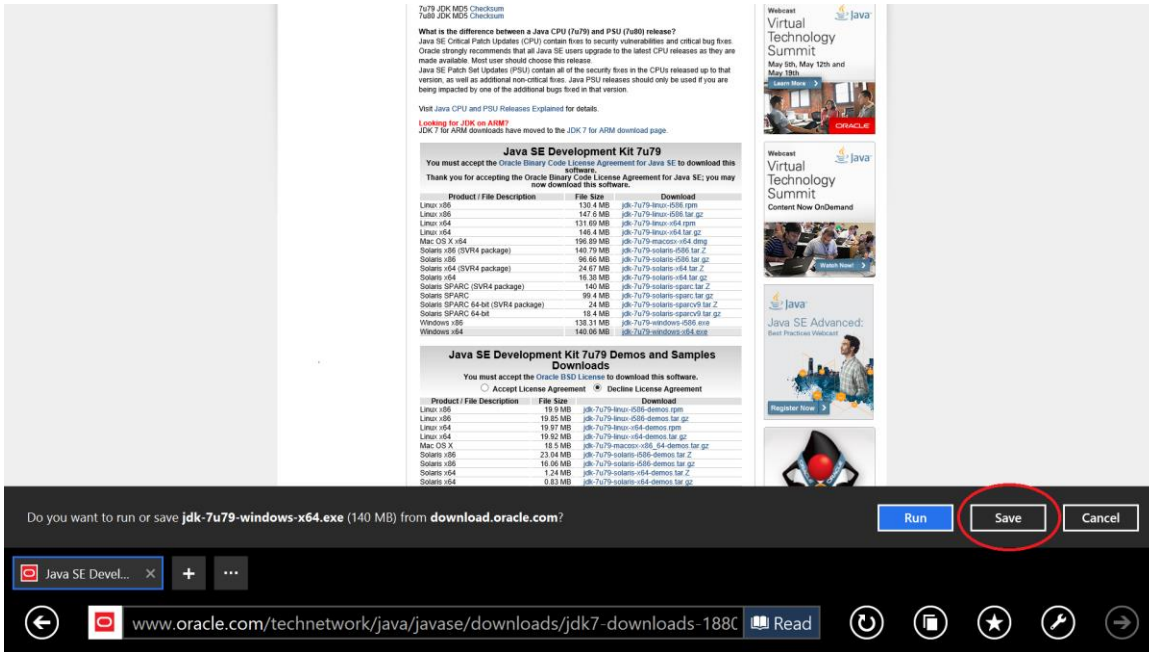 7u79 JDK MD5 Checksum
7u80 JDK MD5 Checksum
What is the difference between a Java CPU (7u79) and PSU (7u80) release?
Java SE Critical Patch Updates (CPU) contain fixes to security vulnerabilities and critical bug fixes.
Oracle strongly recommends that all Java SE users upgrade to the latest CPU releases as they are
made available. Most user should choose this release.
Java SE Patch Set Updates (PSU) contain all of the security fixes in the CPUs released up to that
version, as well as additional non-critical fixes. Java PSU releases should only be used if you are
being impacted by one of the additional bugs fixed in that version.
Visit Java CPU and PSU Releases Explained for details.
Looking for JDK on ARM?
JDK 7 for ARM downloads have moved to the JDK 7 for ARM download page.
Java SE Development Kit 7u79
You must accept the Oracle Binary Code License Agreement for Java SE to download this
software.
Thank you for accepting the Oracle Binary Code License Agreement for Java SE; you may
now download this software.
Product / File Description File Size Download
Linux x86 130.4 MB jdk-7u79-linux-i586.rpm
Linux x86 147.6 MB jdk-7u79-linux-i586.tar.gz
Linux x64 131.69 MB jdk-7u79-linux-x64.rpm
Linux x64 146.4 MB jdk-7u79-linux-x64.tar.gz
Mac OS X x64 196.89 MB jdk-7u79-macosx-x64.dmg
Solaris x86 (SVR4 package) 140.79 MB jdk-7u79-solaris-i586.tar.Z
Solaris x86 96.66 MB jdk-7u79-solaris-i586.tar.gz
Solaris x64 (SVR4 package) 24.67 MB jdk-7u79-solaris-x64.tar.Z
Solaris x64 16.38 MB jdk-7u79-solaris-x64.tar.gz
Solaris SPARC (SVR4 package) 140 MB jdk-7u79-solaris-sparc.tar.Z
Solaris SPARC 99.4 MB jdk-7u79-solaris-sparc.tar.gz
Solaris SPARC 64-bit (SVR4 package) 24 MB jdk-7u79-solaris-sparcv9.tar.Z
Solaris SPARC 64-bit 18.4 MB jdk-7u79-solaris-sparcv9.tar.gz
Windows x86 138.31 MB jdk-7u79-windows-i586.exe
Windows x64 140.06 MB jdk-7u79-windows-x64.exe
Java SE Development Kit 7u79 Demos and Samples
Downloads
You must accept the Oracle BSD License to download this software.
Accept License Agreement Decline License Agreement
Product / File Description File Size Download
Linux x86 19.9 MB jdk-7u79-linux-i586-demos.rpm
Linux x86 19.85 MB jdk-7u79-linux-i586-demos.tar.gz
Linux x64 19.97 MB jdk-7u79-linux-x64-demos.rpm
Linux x64 19.92 MB jdk-7u79-linux-x64-demos.tar.gz
Mac OS X 18.5 MB jdk-7u79-macosx-x86_64-demos.tar.gz
Solaris x86 23.04 MB jdk-7u79-solaris-i586-demos.tar.Z
Solaris x86 16.06 MB jdk-7u79-solaris-i586-demos.tar.gz
Solaris x64 1.24 MB jdk-7u79-solaris-x64-demos.tar.Z
Solaris x64 0.83 MB jdk-7u79-solaris-x64-demos.tar.gz
Webcast
Java
Virtual
Technology
Summit
May 5th, May 12th and
May 19th
Learn More
ORACLE
Webcast
Java
Virtual
Technology
Summit
Content Now OnDemand
Watch Now!
Java
Java SE Advanced:
Best Practices Webcast
Register Now
Do you want to run or save jdk-7u79-windows-x64.exe (140 MB) from download.oracle.com?
Run Save Cancel
Java SE Devel...
www.oracle.com/technetwork/java/javase/downloads/jdk7-downloads-1880 Read